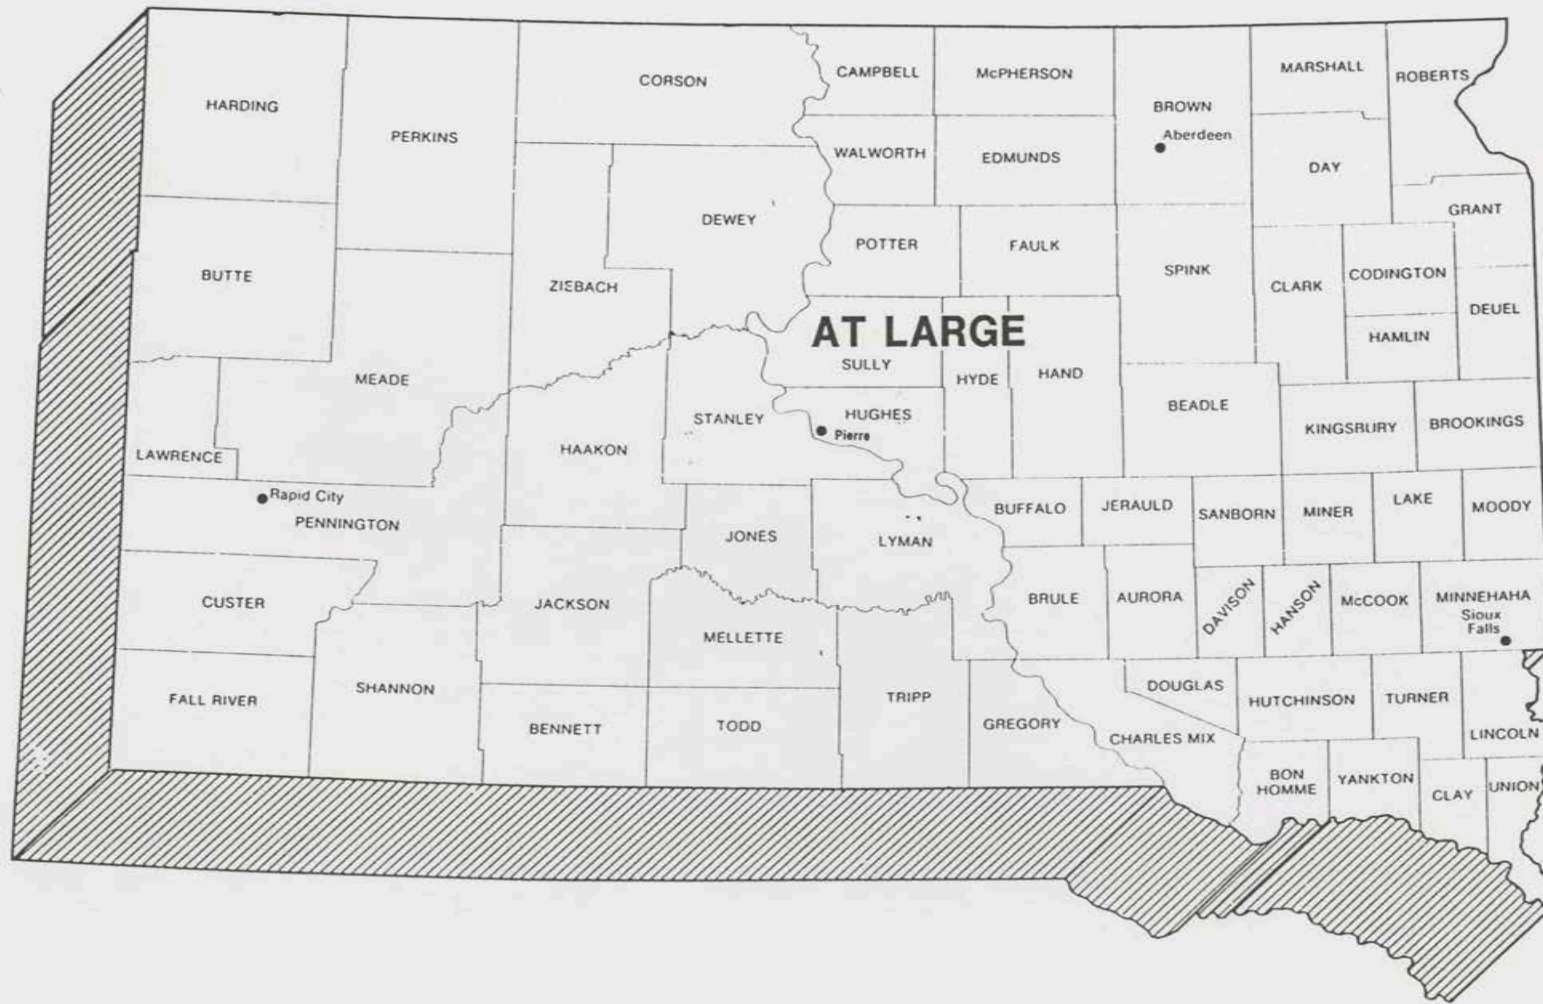 HARDING
PERKINS
CORSON
CAMPBELL
McPHERSON
BROWN
Aberdeen
MARSHALL
ROBERTS
WALWORTH
EDMUNDS
DAY
DEWEY
GRANT
BUTTE
ZIEBACH
POTTER
FAULK
SPINK
CLARK
CODINGTON
DEUEL
HAMLIN
AT LARGE
SULLY
HYDE
HAND
MEADE
BEADLE
STANLEY
HUGHES
Pierre
KINGSBURY
BROOKINGS
LAWRENCE
HAAKON
Rapid City
PENNINGTON
JONES
LYMAN
BUFFALO
JERAULD
SANBORN
MINER
LAKE
MOODY
CUSTER
JACKSON
MELLETTE
BRULE
AURORA
DAVISON
HANSON
McCOOK
MINNEHAHA
Sioux
Falls
FALL RIVER
SHANNON
BENNETT
TODD
TRIPP
GREGORY
DOUGLAS
CHARLES MIX
HUTCHINSON
TURNER
LINCOLN
BON
HOMME
YANKTON
CLAY
UNION